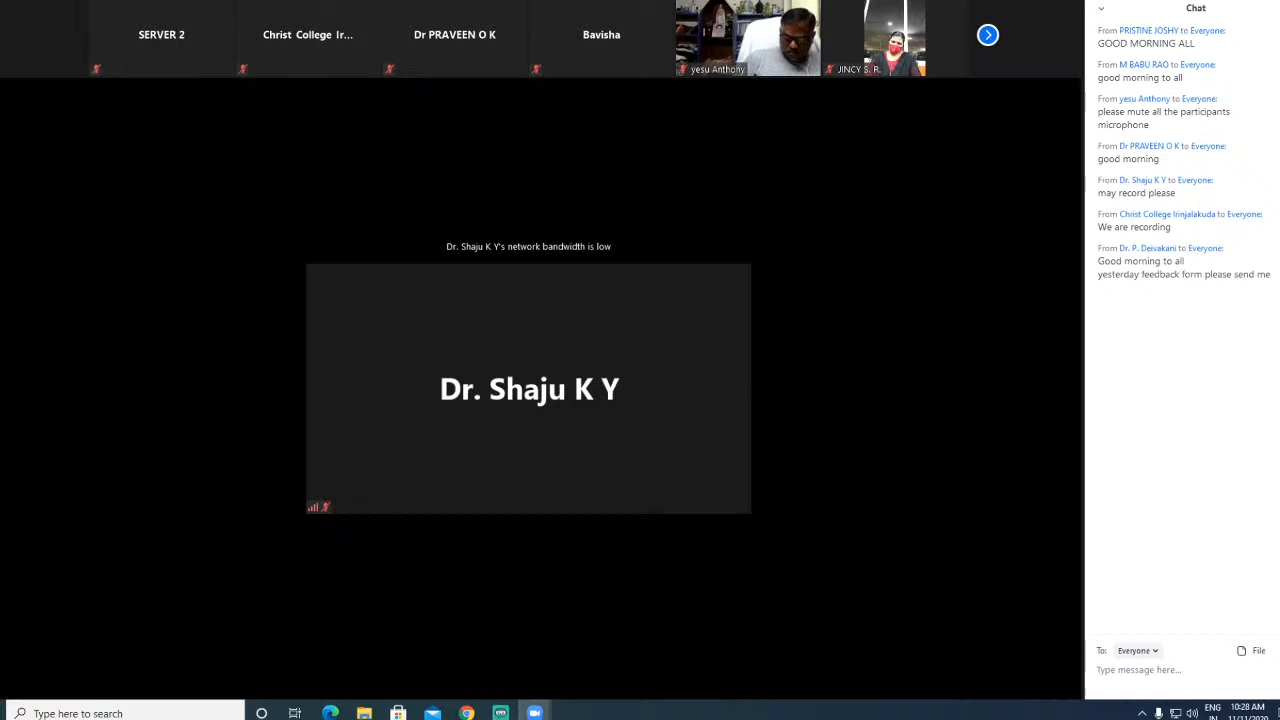 SERVER 2
Christ College Ir...
Dr PRAVEEN O K
Bavisha
yesu Anthony
JINCY S. R.
Dr. Shaju K Y's network bandwidth is low
Dr. Shaju K Y
Chat
From PRISTINE JOSHY to Everyone:
GOOD MORNING ALL
From M BABU RAO to Everyone:
good morning to all
From yesu Anthony to Everyone:
please mute all the participants
microphone
From Dr PRAVEEN O K to Everyone:
good morning
From Dr. Shaju K Y to Everyone:
may record please
From Christ College Irinjalakuda to Everyone:
We are recording
From Dr. P. Deivakani to Everyone:
Good morning to all
yesterday feedback form please send me
To: Everyone File
Type message here...
Type here to search
ENG 10:28 AM
IN 11/11/2020